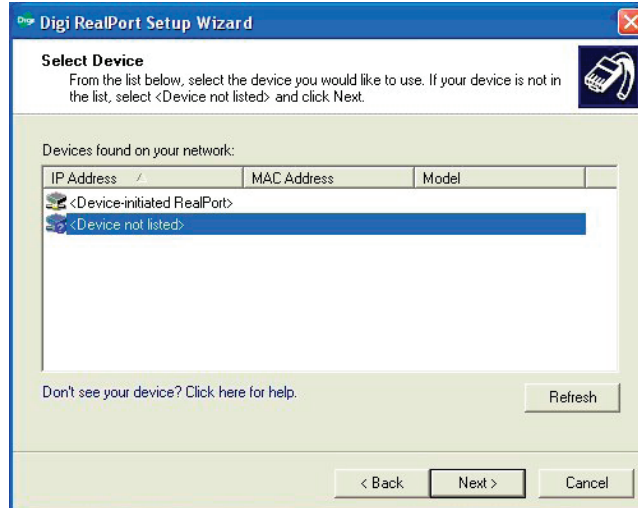 Digi Digi RealPort Setup Wizard
Select Device
From the list below, select the device you would like to use. If your device is not in
the list, select <Device not listed> and click Next.
Devices found on your network:
IP Address MAC Address Model
<Device-initiated RealPort>
<Device not listed>
Don't see your device? Click here for help.
Refresh
< Back Next > Cancel